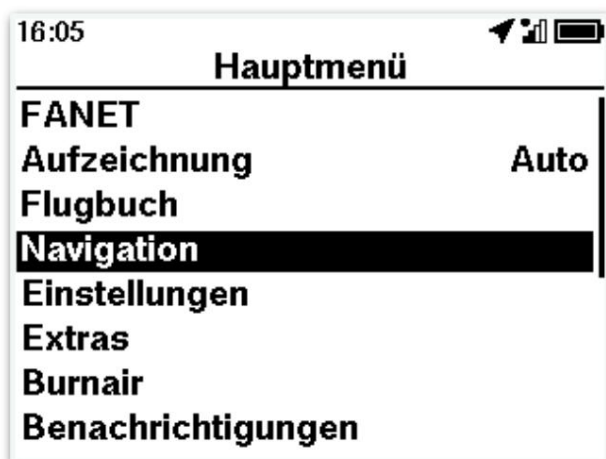 16:05
Hauptmenü
FANET
Aufzeichnung Auto
Flugbuch
Navigation
Einstellungen
Extras
Burnair
Benachrichtigungen